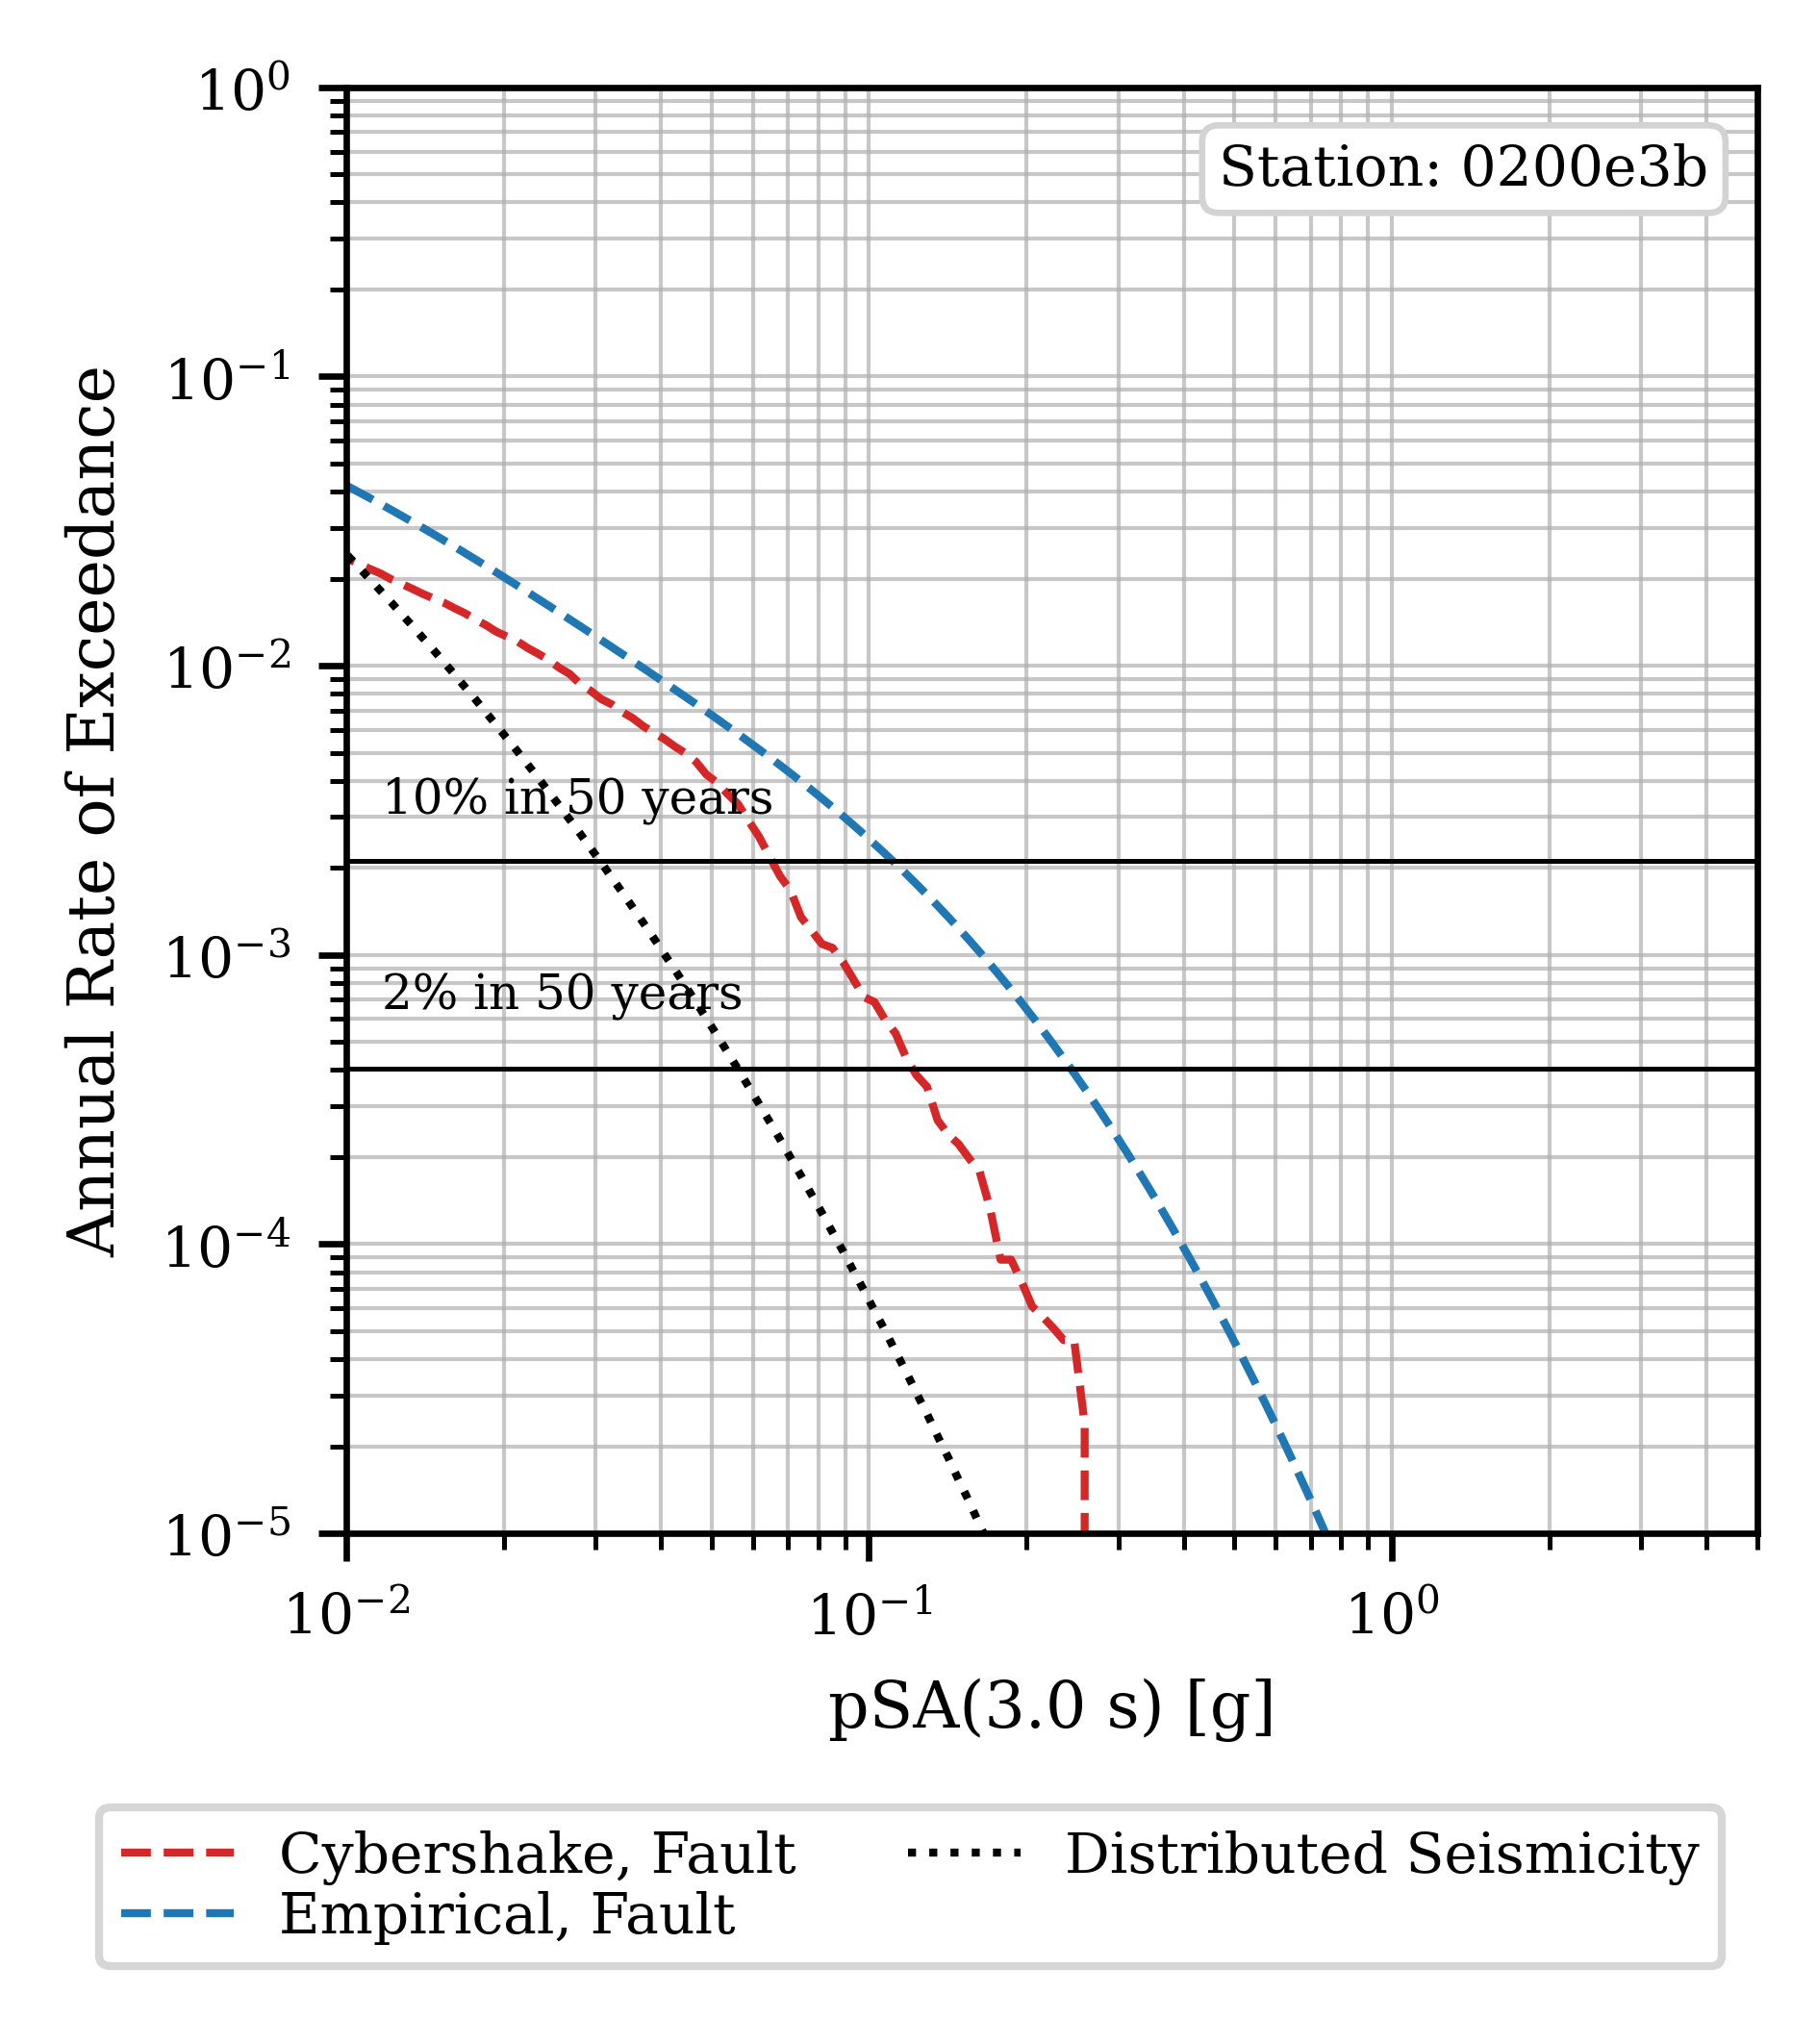 10⁰
Station: 0200e3b
10⁻¹
10⁻²
10% in 50 years
10⁻³
2% in 50 years
10⁻⁴
10⁻⁵
Annual Rate of Exceedance
10⁻² 10⁻¹ 10⁰
pSA(3.0 s) [g]
Cybershake, Fault
Empirical, Fault
Distributed Seismicity